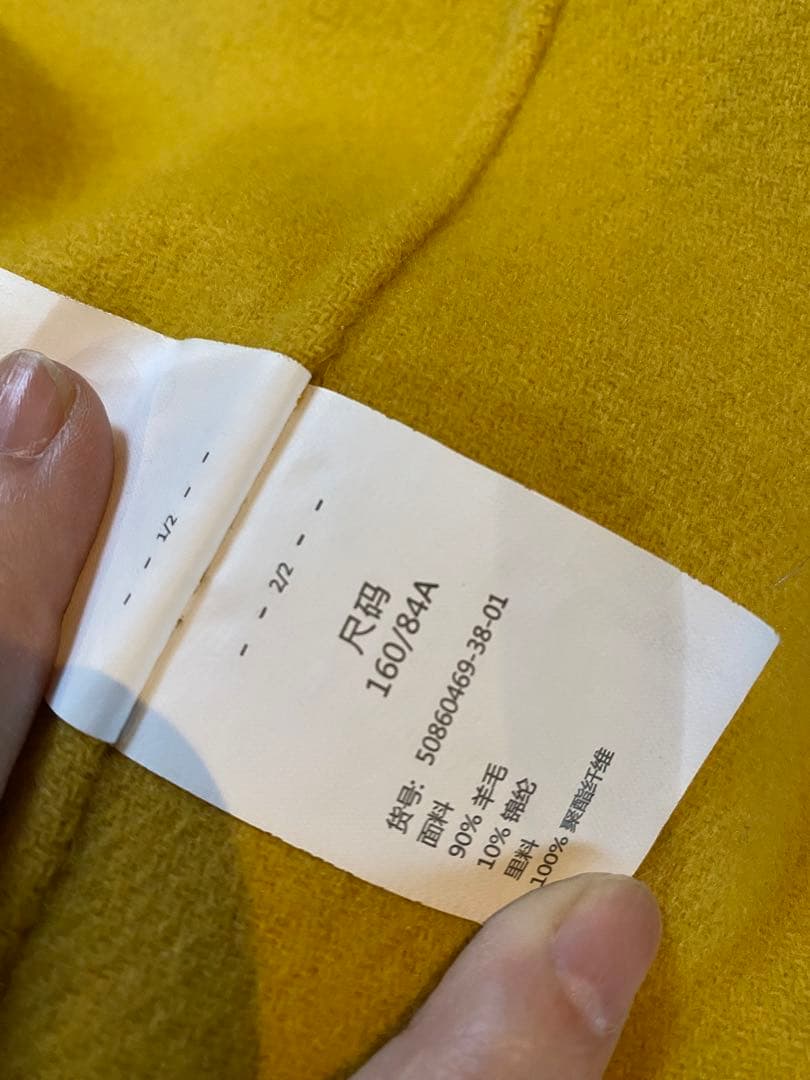 - - 1/2 - -
- - 2/2 - -
尺码
160/84A
货号: 50860469-38-01
面料
90% 羊毛
10% 锦纶
里料
100% 聚酯纤维